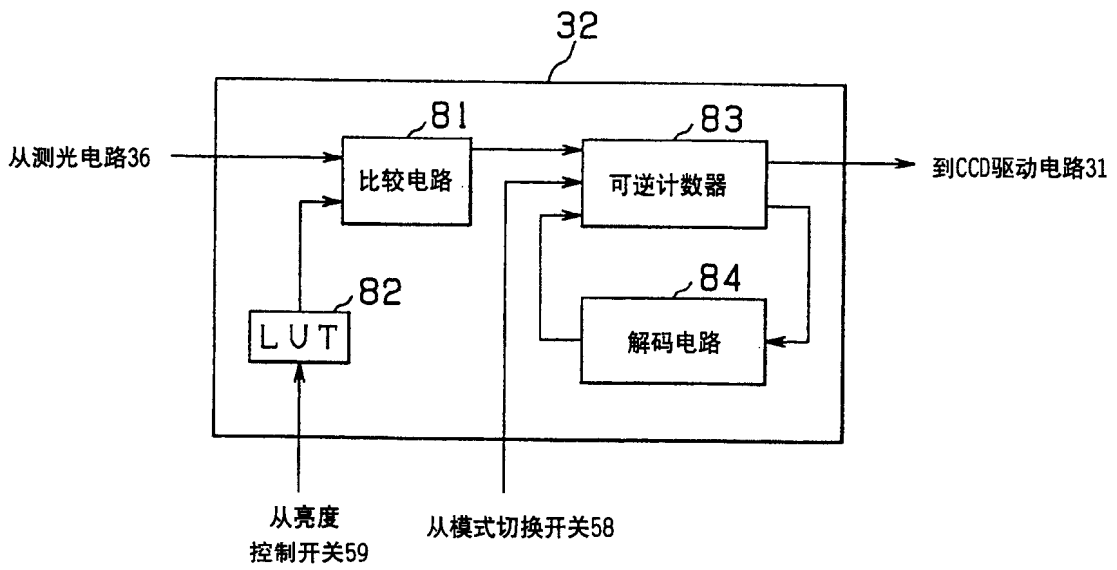 32
81
83
从测光电路36
比较电路
可逆计数器
到CCD驱动电路31
82
84
LUT
解码电路
从亮度
控制开关59
从模式切换开关58